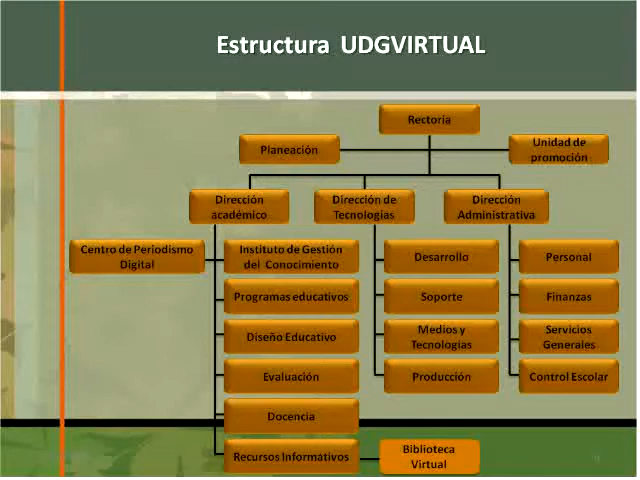 Estructura UDGVIRTUAL
Rectoría
Planeación
Unidad de
promoción
Dirección
académico
Dirección de
Tecnologías
Dirección
Administrativa
Centro de Periodismo
Digital
Instituto de Gestión
del Conocimiento
Desarrollo
Personal
Programas educativos
Soporte
Finanzas
Diseño Educativo
Medios y
Tecnologías
Servicios
Generales
Evaluación
Producción
Control Escolar
Docencia
Recursos Informativos
Biblioteca
Virtual